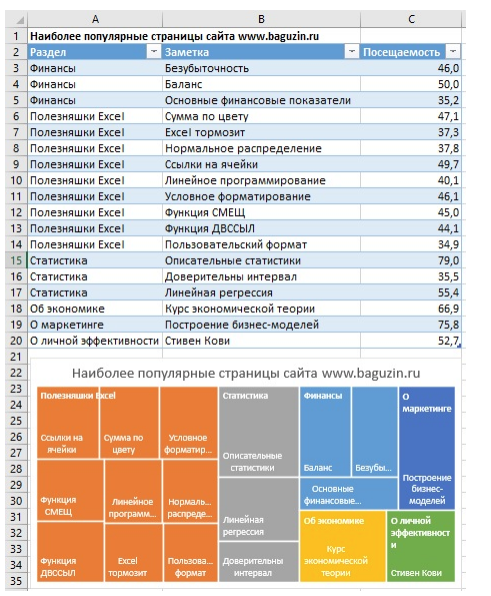 A B C
1 Наиболее популярные страницы сайта www.baguzin.ru
2 Раздел Заметка Посещаемость
3 Финансы Безубыточность 46,0
4 Финансы Баланс 50,0
5 Финансы Основные финансовые показатели 35,2
6 Полезняшки Excel Сумма по цвету 47,1
7 Полезняшки Excel Excel тормозит 37,3
8 Полезняшки Excel Нормальное распределение 37,8
9 Полезняшки Excel Ссылки на ячейки 49,7
10 Полезняшки Excel Линейное программирование 40,1
11 Полезняшки Excel Условное форматирование 46,1
12 Полезняшки Excel Функция СМЕЩ 45,0
13 Полезняшки Excel Функция ДВССЫЛ 44,1
14 Полезняшки Excel Пользовательский формат 34,9
15 Статистика Описательные статистики 79,0
16 Статистика Доверительны интервал 35,5
17 Статистика Линейная регрессия 55,4
18 Об экономике Курс экономической теории 66,9
19 О маркетинге Построение бизнес-моделей 75,8
20 О личной эффективности Стивен Кови 52,7
21
22 Наиболее популярные страницы сайта www.baguzin.ru
23
24
25
26
27
28
29
30
31
32
33
34
35
Полезняшки Excel
Ссылки на
ячейки
Сумма по
цвету
Условное
форматир...
Функция
СМЕЩ
Линейное
программ...
Нормаль...
распреде...
Функция
ДВССЫЛ
Excel
тормозит
Пользова...
формат
Статистика
Описательные
статистики
Линейная
регрессия
Доверительны
интервал
Финансы
Баланс
Безубы...
Основные
финансовые...
О
маркетинге
Построение
бизнес-
моделей
Об экономике
Курс
экономической
теории
О личной
эффективност
и
Стивен Кови